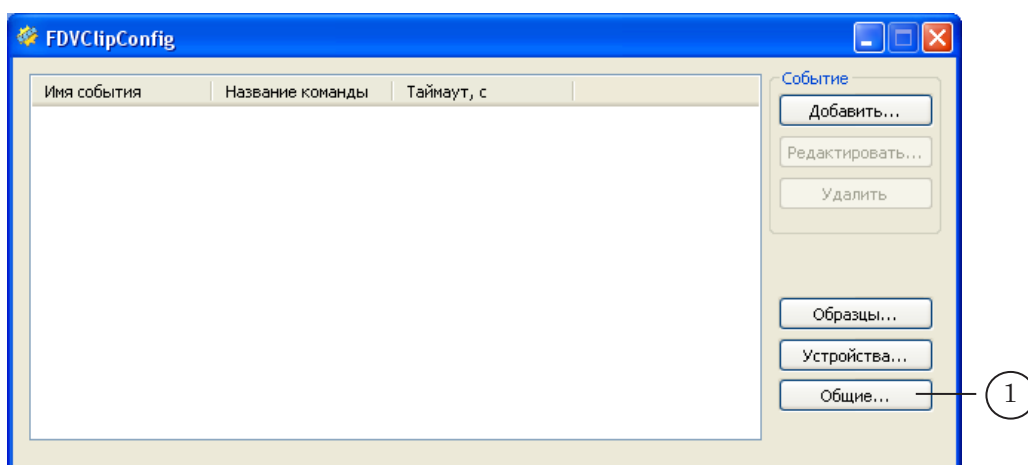 FDVClipConfig
Имя события Название команды Таймаут, с
Событие
Добавить...
Редактировать...
Удалить
Образцы...
Устройства...
Общие...
1